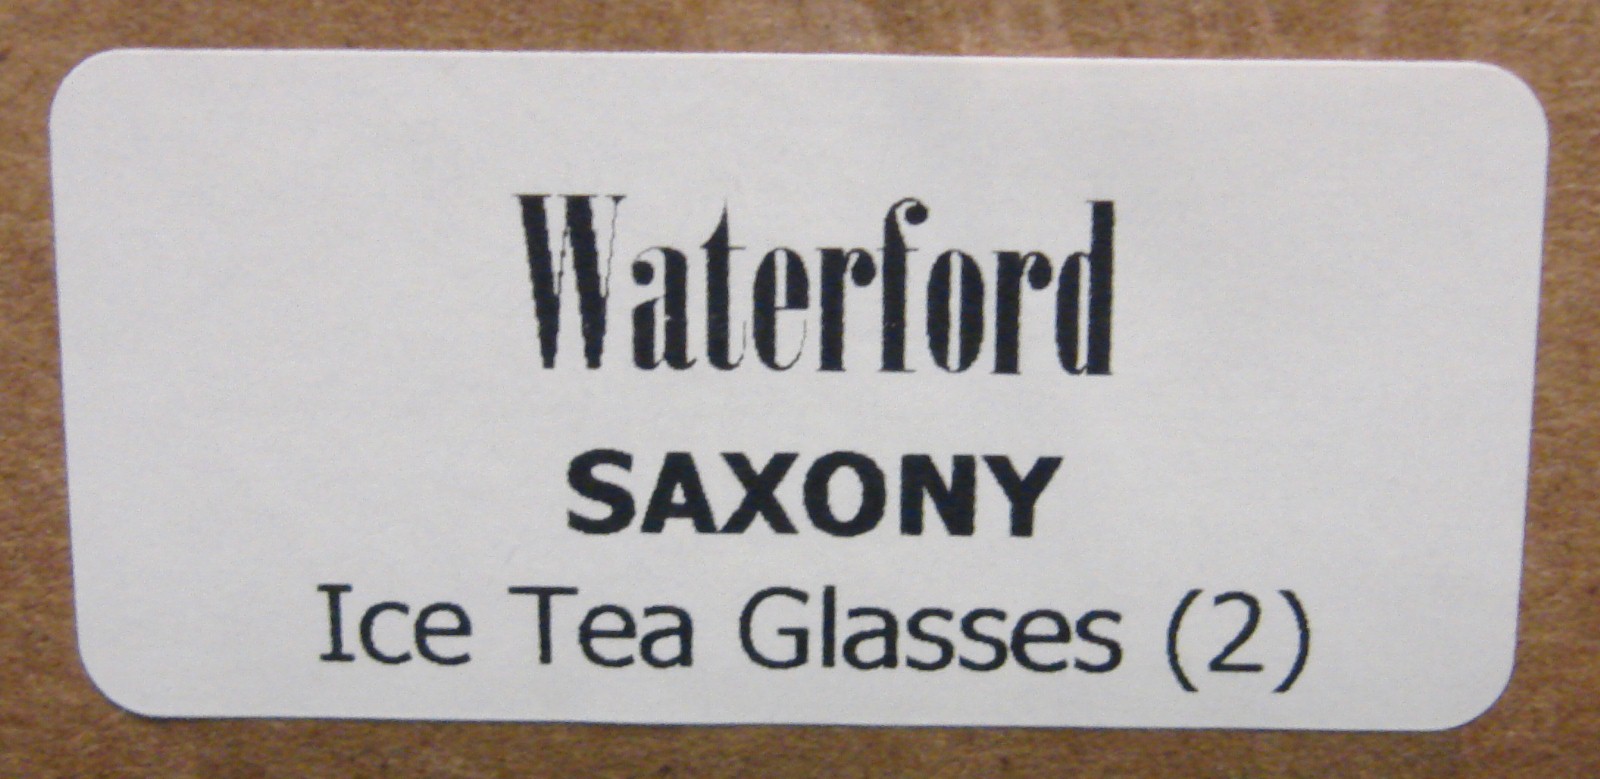 Waterford
SAXONY
Ice Tea Glasses (2)